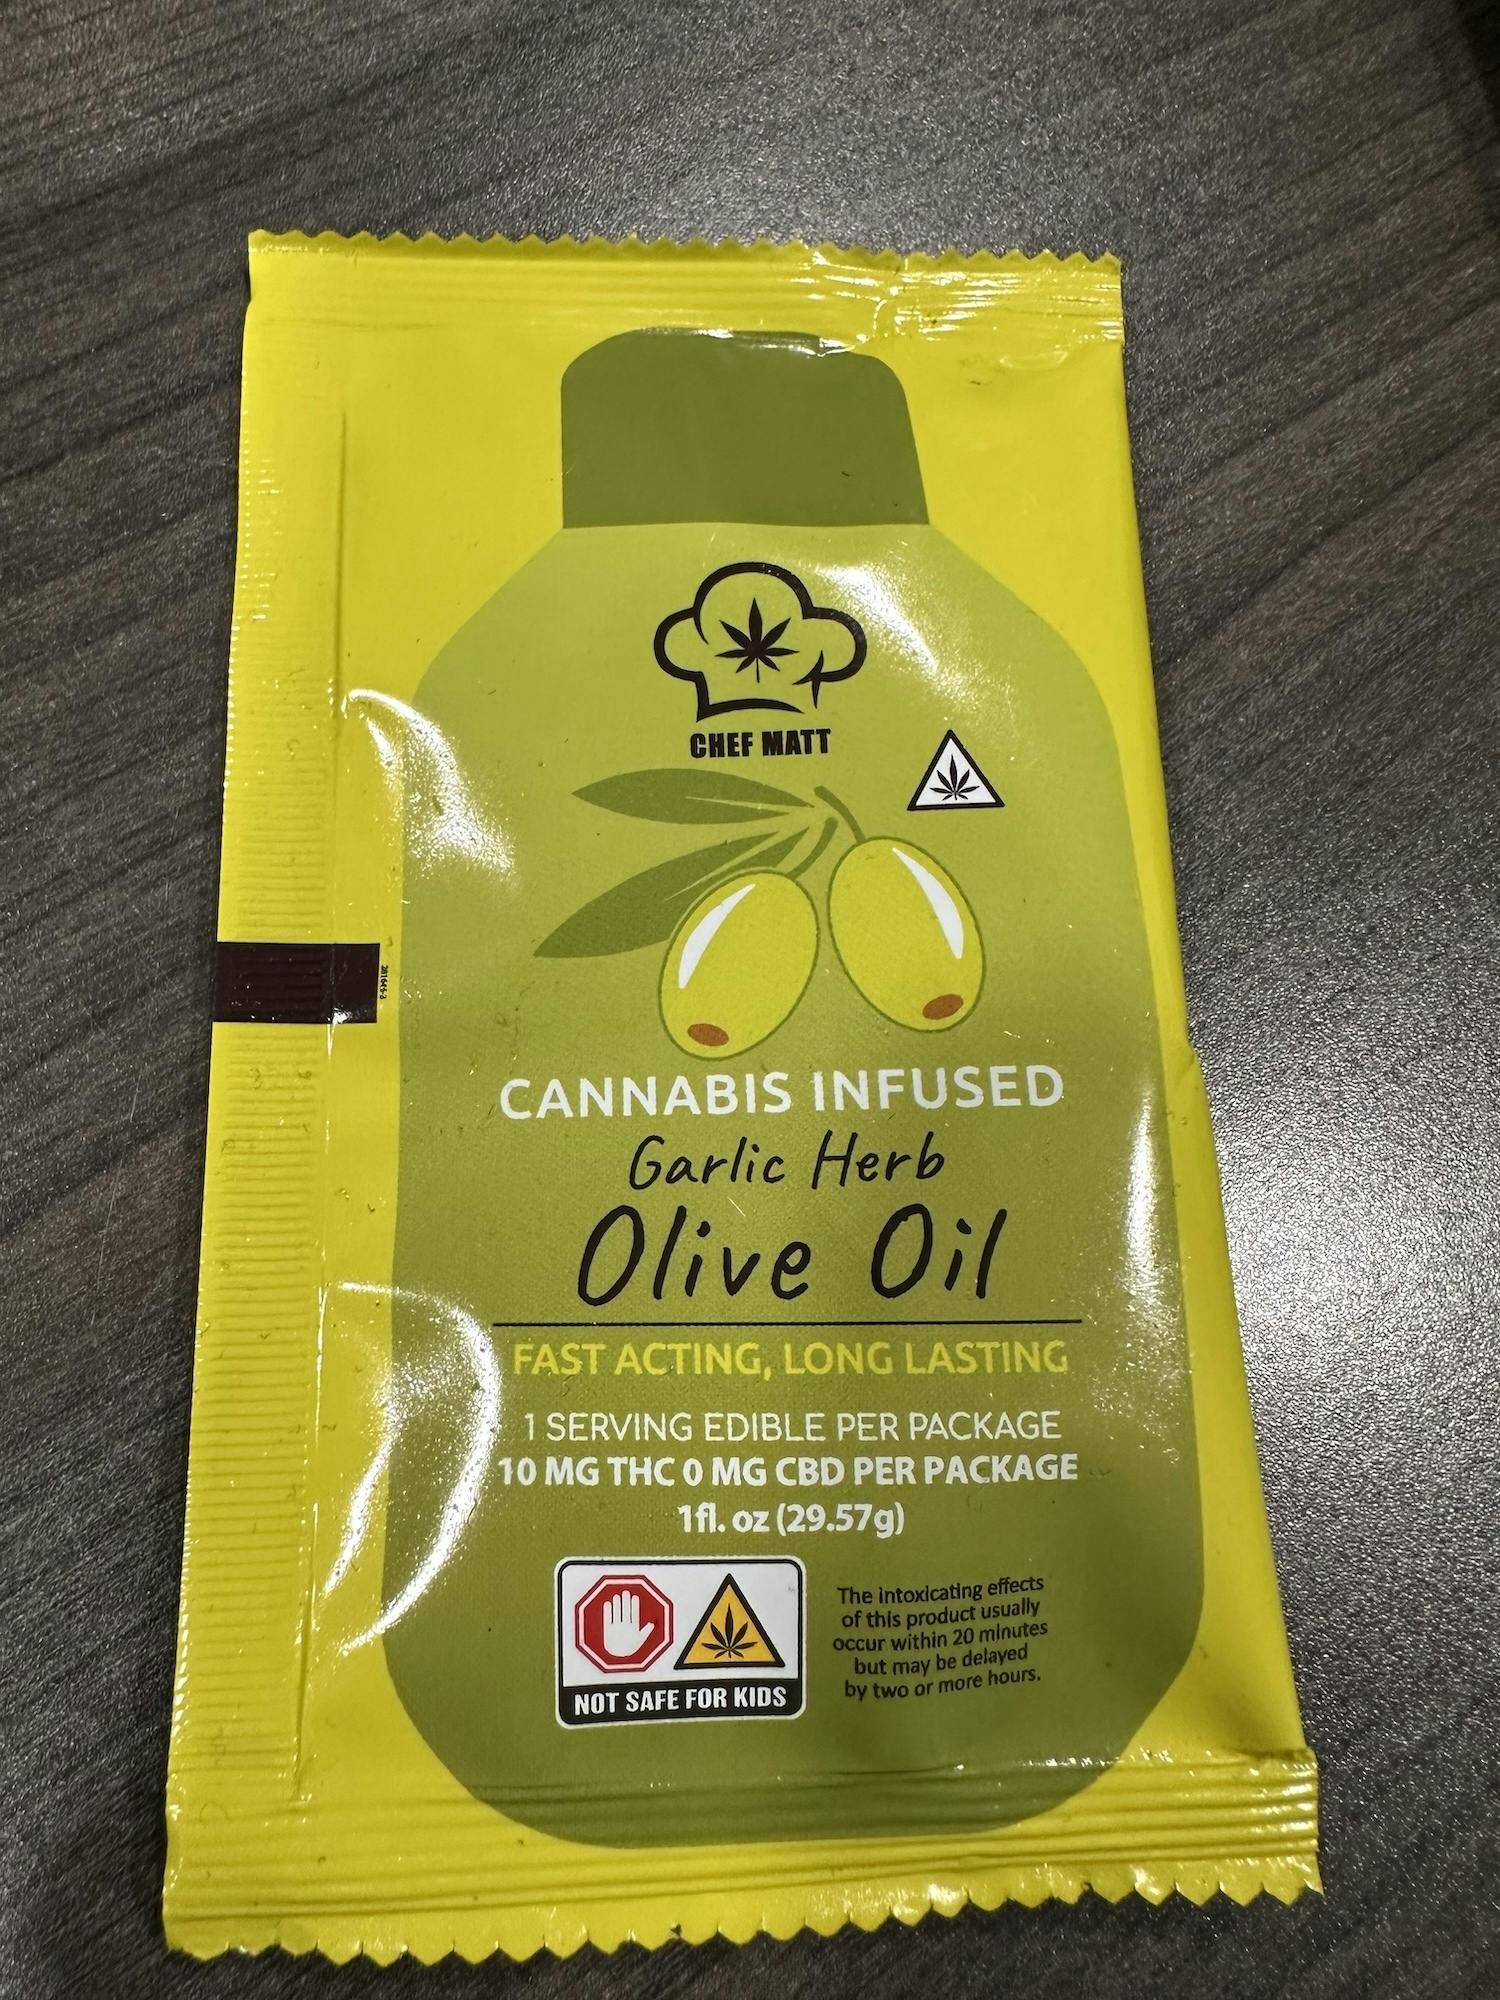 CHEF MATT
CANNABIS INFUSED
Garlic Herb
Olive Oil
FAST ACTING, LONG LASTING
1 SERVING EDIBLE PER PACKAGE
10 MG THC 0 MG CBD PER PACKAGE
1fl. oz (29.57g)
NOT SAFE FOR KIDS
The intoxicating effects
of this product usually
occur within 20 minutes
but may be delayed
by two or more hours.